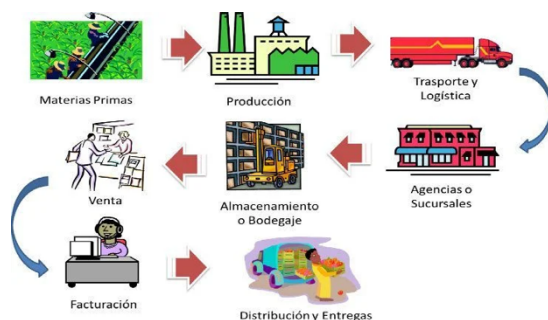 Materias Primas
Producción
Trasporte y
Logística
Agencias o
Sucursales
Almacenamiento
o Bodegaje
Venta
Facturación
Distribución y Entregas